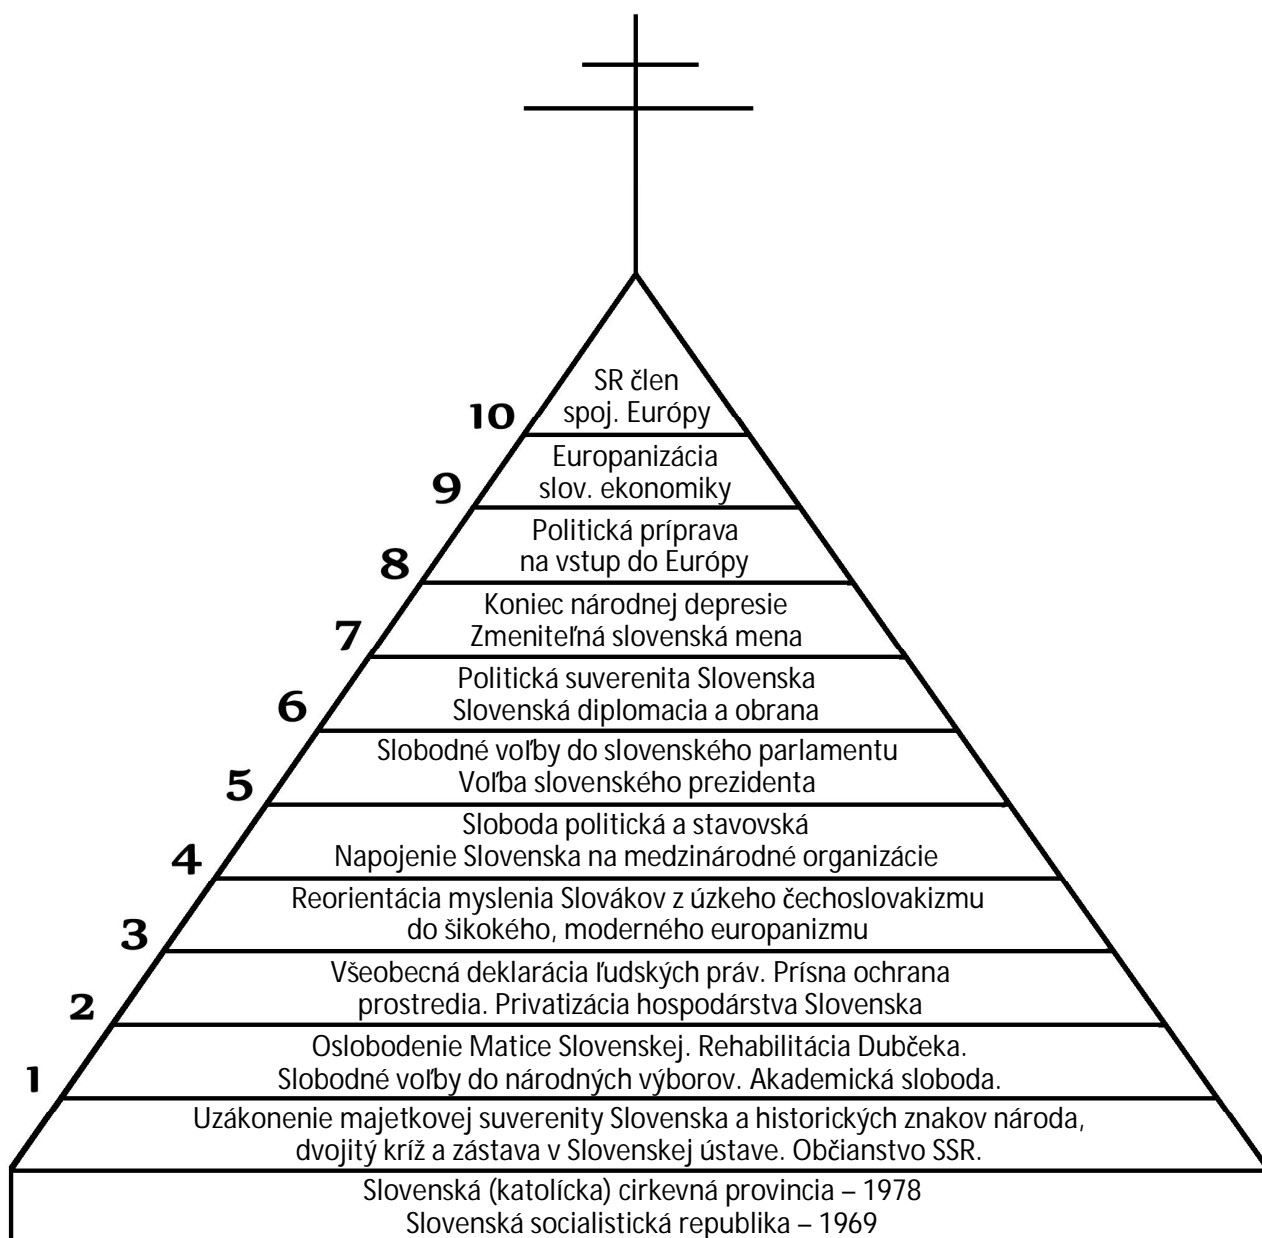 SR člen
spoj. Európy
10
Europanizácia
slov. ekonomiky
9
Politická príprava
na vstup do Európy
8
Koniec národnej depresie
Zmeniteľná slovenská mena
7
Politická suverenita Slovenska
Slovenská diplomacia a obrana
6
Slobodné voľby do slovenského parlamentu
Voľba slovenského prezidenta
5
Sloboda politická a stavovská
Napojenie Slovenska na medzinárodné organizácie
4
Reorientácia myslenia Slovákov z úzkeho čechoslovakizmu
do šikokého, moderného europanizmu
3
Všeobecná deklarácia ľudských práv. Prísna ochrana
prostredia. Privatizácia hospodárstva Slovenska
2
Oslobodenie Matice Slovenskej. Rehabilitácia Dubčeka.
Slobodné voľby do národných výborov. Akademická sloboda.
1
Uzákonenie majetkovej suverenity Slovenska a historických znakov národa,
dvojitý kríž a zástava v Slovenskej ústave. Občianstvo SSR.
Slovenská (katolícka) cirkevná provincia – 1978
Slovenská socialistická republika – 1969